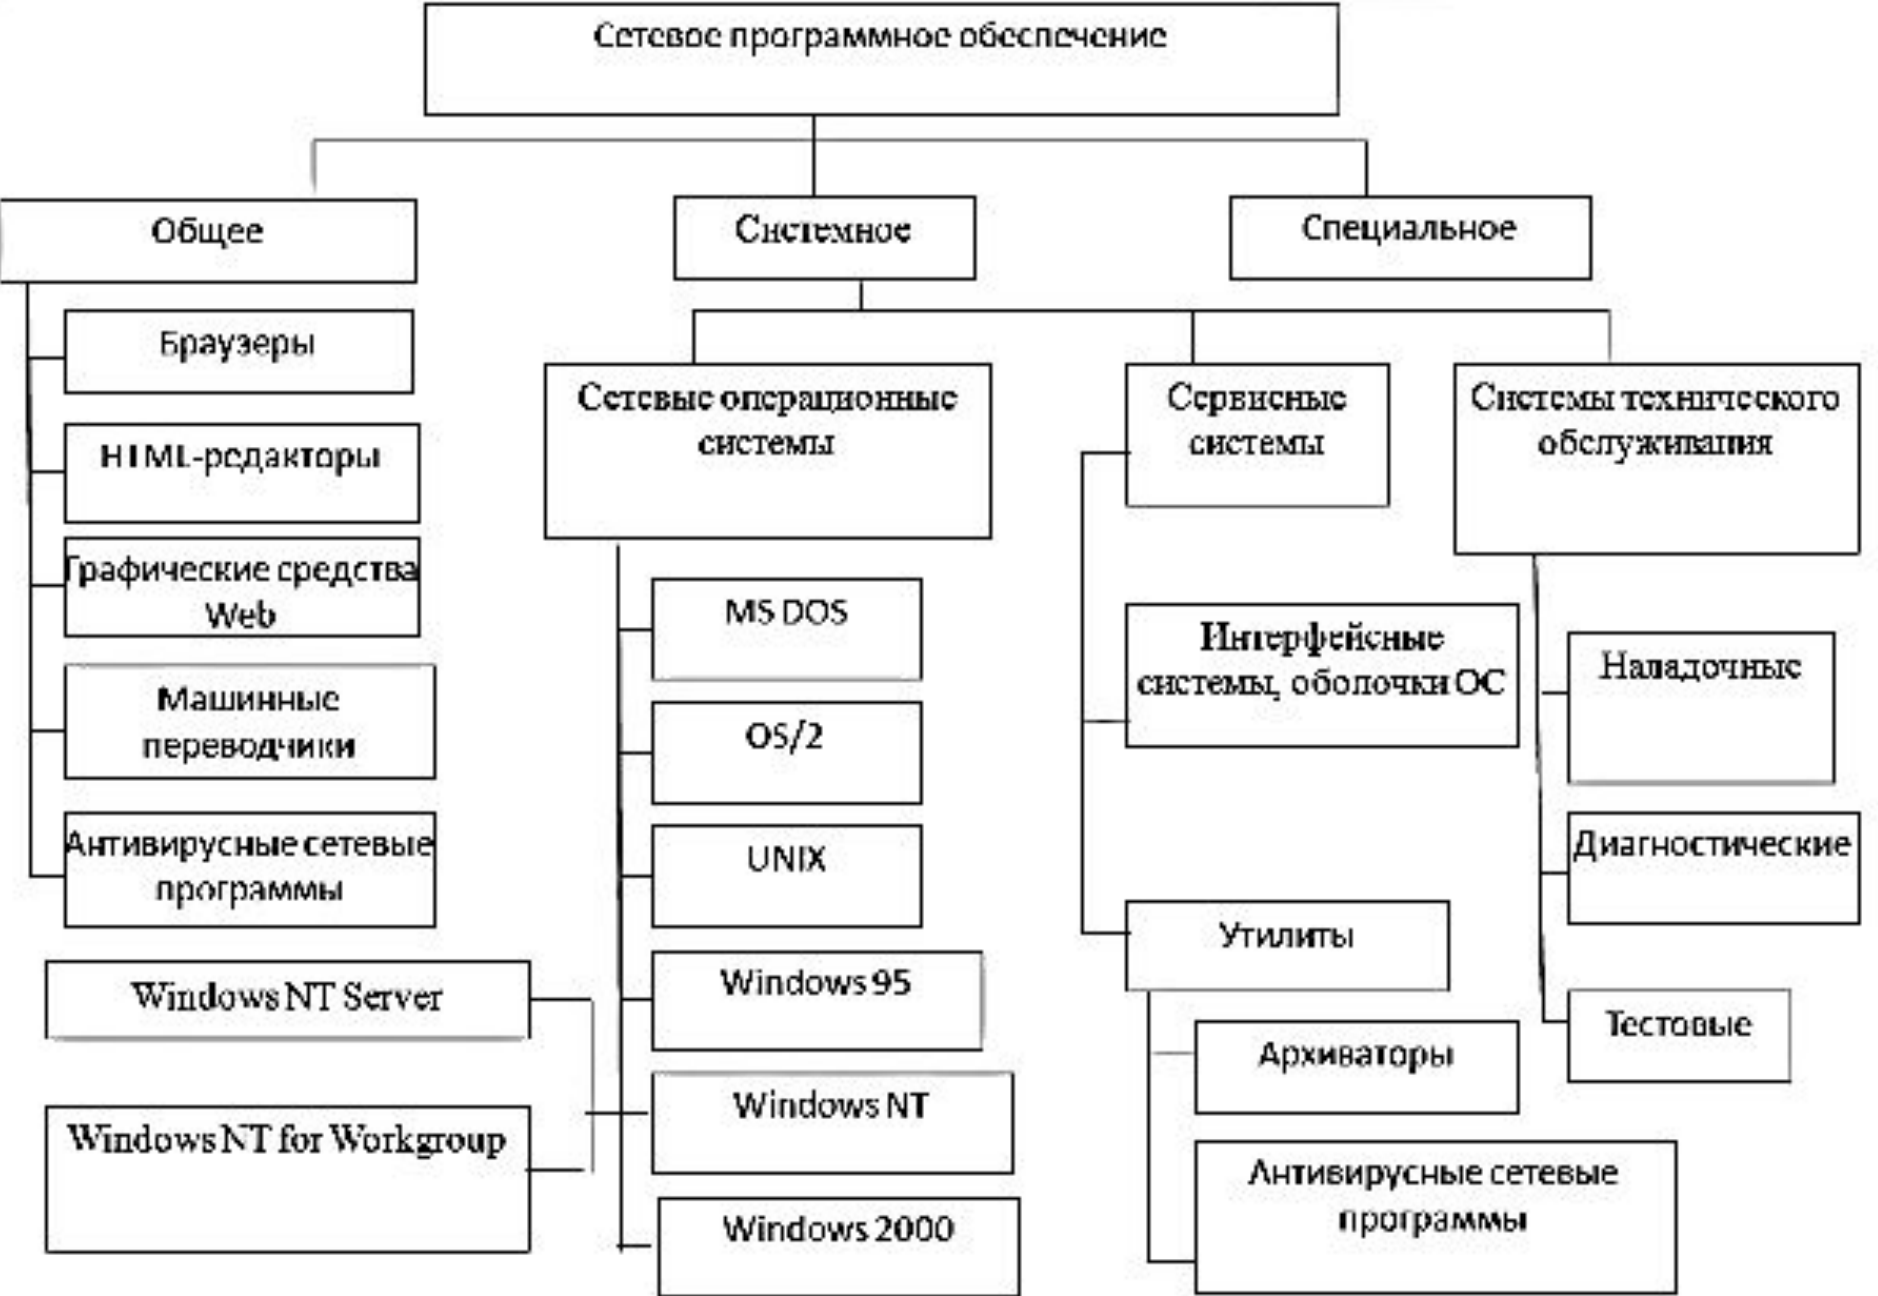 Сетевое программное обеспечение
Общее
Системное
Специальное
Браузеры
HTML-редакторы
Графические средства
Web
Машинные
переводчики
Антивирусные сетевые
программы
Сетевые операционные
системы
MS DOS
OS/2
UNIX
Windows 95
Windows NT
Windows 2000
Windows NT Server
Windows NT for Workgroup
Сервисные
системы
Интерфейсные
системы, оболочки ОС
Утилиты
Архиваторы
Антивирусные сетевые
программы
Системы технического
обслуживания
Наладочные
Диагностические
Тестовые